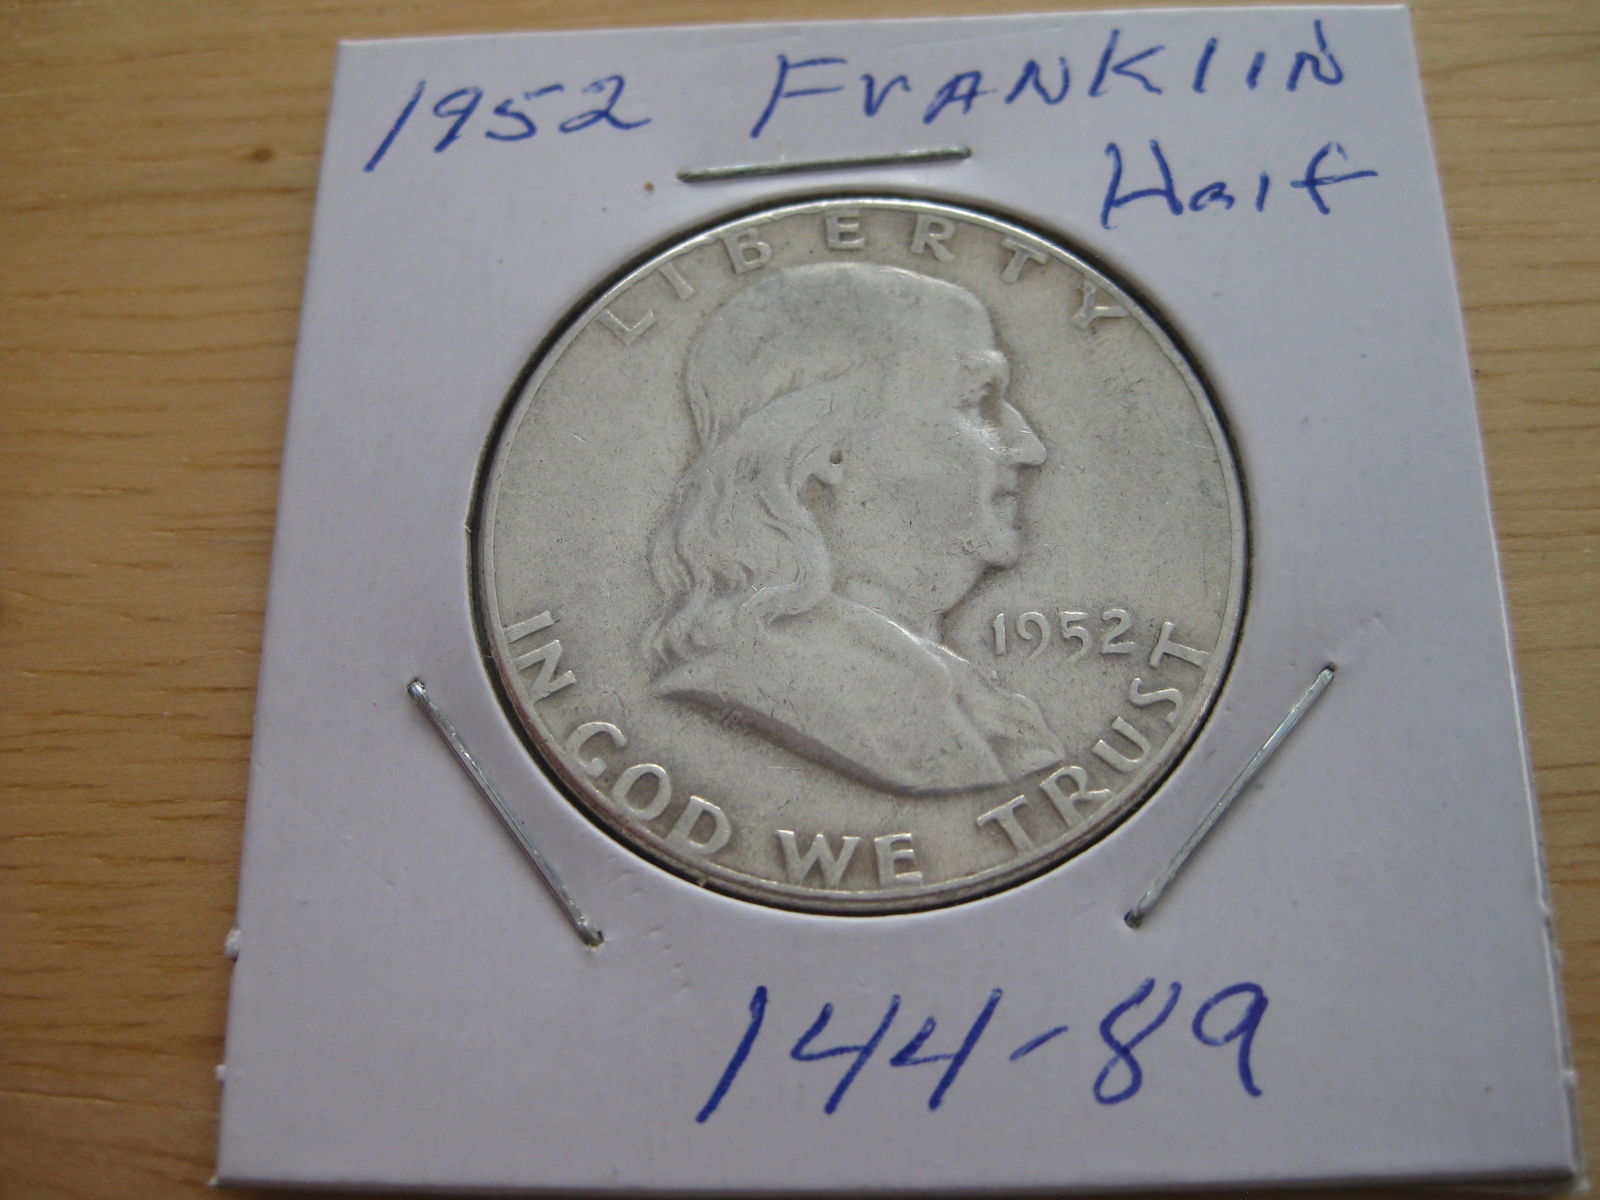 1952 FrANKlIN
Half
LIBERTY
1952
IN GOD WE TRUST
144-89